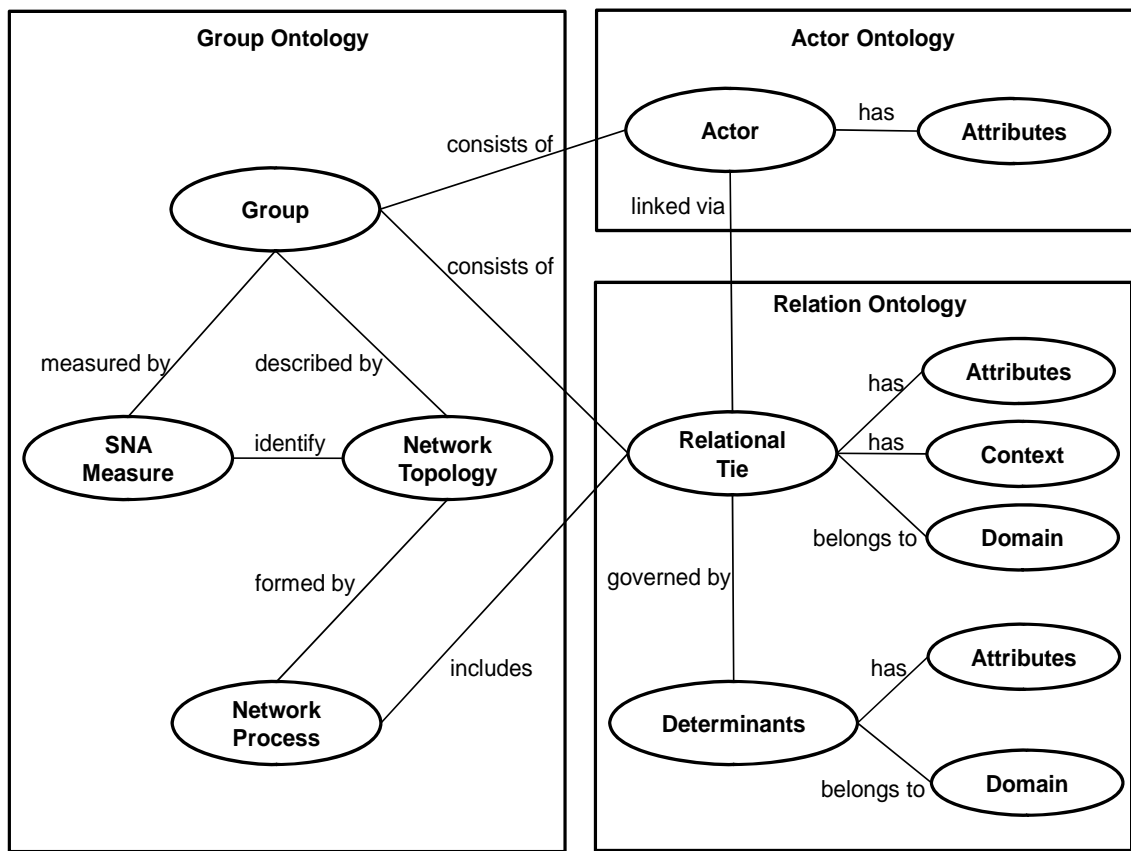 Group Ontology
consists of
Group
consists of
measured by
described by
SNA
Measure
identify
Network
Topology
formed by
includes
Network
Process
Actor Ontology
Actor
has
Attributes
linked via
Relation Ontology
Attributes
has
Relational
Tie
has
Context
belongs to
Domain
governed by
Attributes
has
Determinants
belongs to
Domain